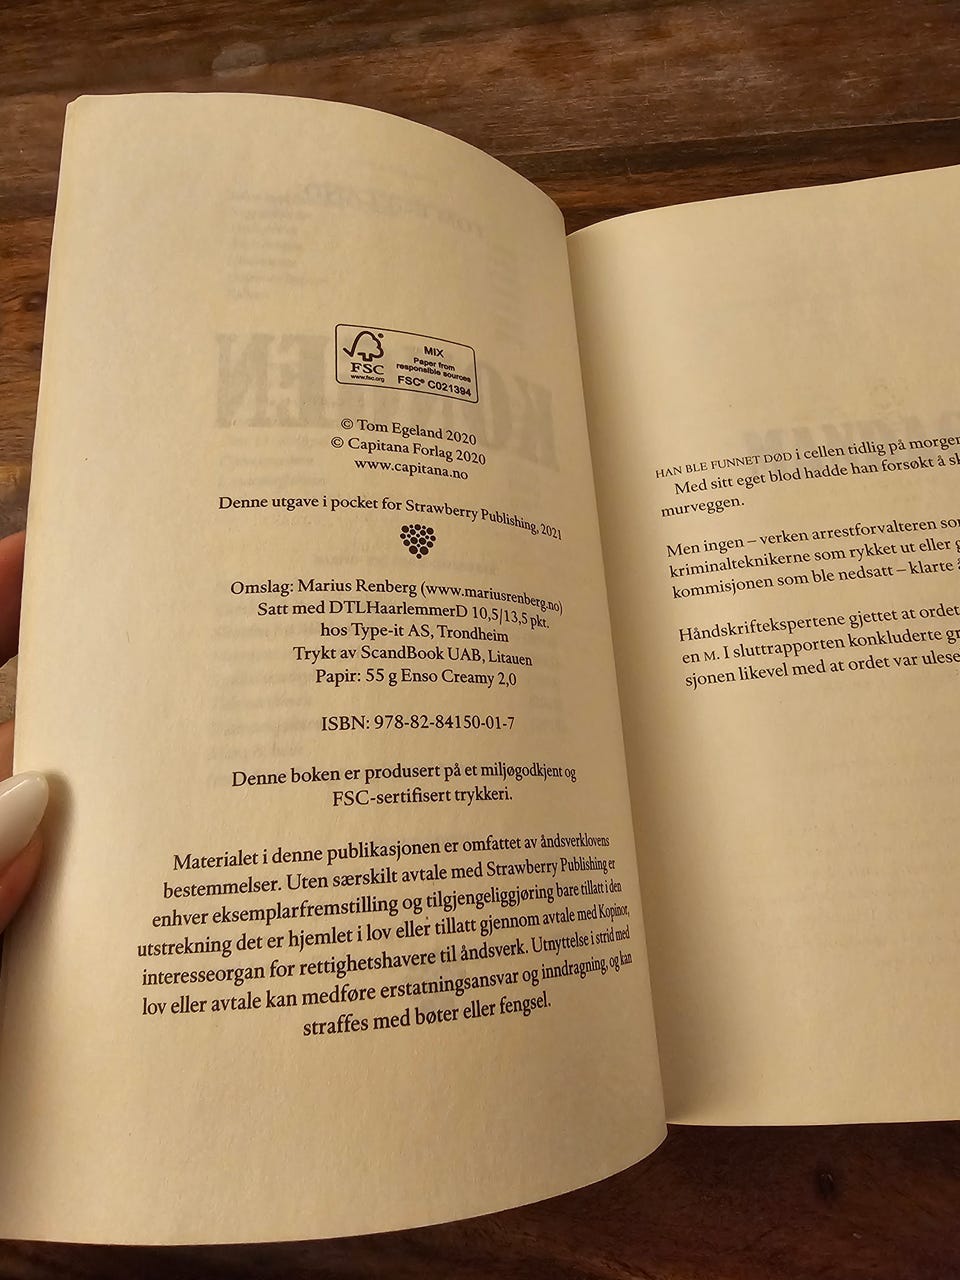 FSC
www.fsc.org
MIX
Paper from
responsible sources
FSC® C021394
© Tom Egeland 2020
© Capitana Forlag 2020
www.capitana.no
Denne utgave i pocket for Strawberry Publishing, 2021
Omslag: Marius Renberg (www.mariusrenberg.no)
Satt med DTLHaarlemmerD 10,5/13,5 pkt.
hos Type-it AS, Trondheim
Trykt av ScandBook UAB, Litauen
Papir: 55 g Enso Creamy 2,0
ISBN: 978-82-84150-01-7
Denne boken er produsert på et miljøgodkjent og
FSC-sertifisert trykkeri.
Materialet i denne publikasjonen er omfattet av åndsverklovens
bestemmelser. Uten særskilt avtale med Strawberry Publishing er
enhver eksemplarfremstilling og tilgjengeliggjøring bare tillatt i den
utstrekning det er hjemlet i lov eller tillatt gjennom avtale med Kopinor,
interesseorgan for rettighetshavere til åndsverk. Utnyttelse i strid med
lov eller avtale kan medføre erstatningsansvar og inndragning, og kan
straffes med bøter eller fengsel.
HAN BLE FUNNET DØD i cellen tidlig på morgen
Med sitt eget blod hadde han forsøkt å sk
murveggen.
Men ingen – verken arrestforvalteren so
kriminalteknikerne som rykket ut eller g
kommisjonen som ble nedsatt – klarte å
Håndskriftekspertene gjettet at ordet
en M. I sluttrapporten konkluderte gr
sjonen likevel med at ordet var ulese